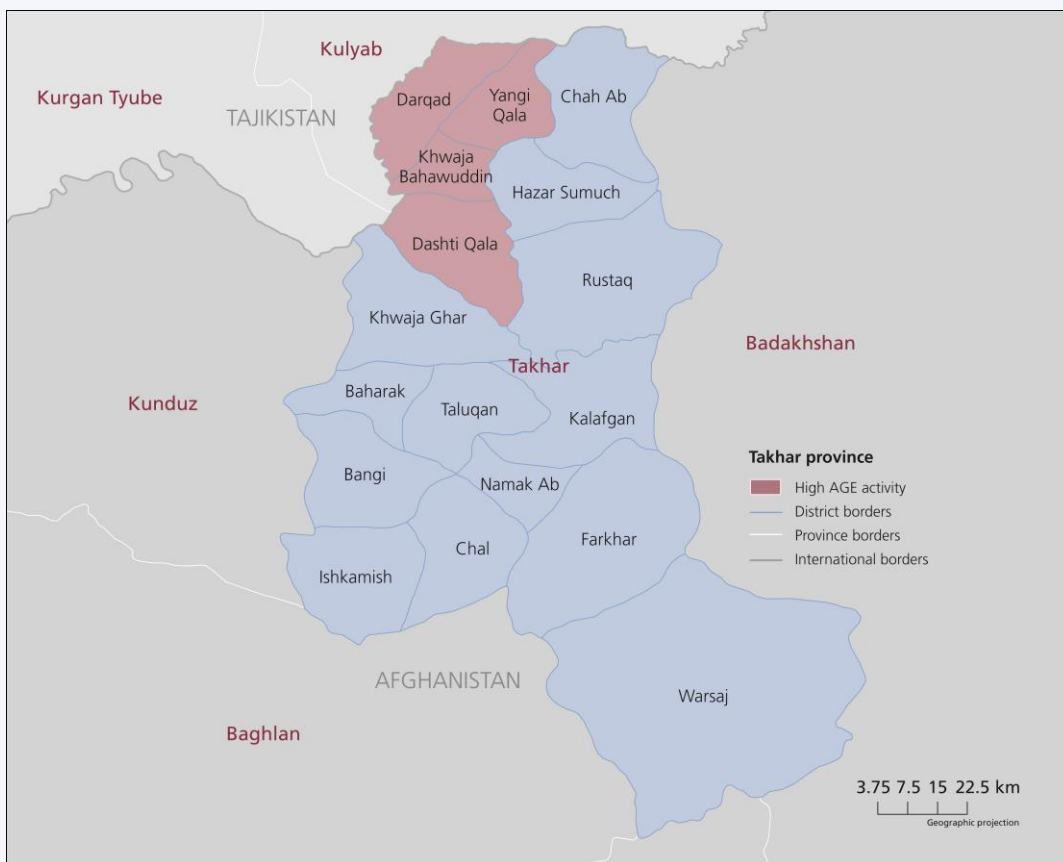 Kulyab
Kurgan Tyube
TAJIKISTAN
Darqad
Yangi
Qala
Chah Ab
Khwaja
Bahawuddin
Hazar Sumuch
Dashti Qala
Rustaq
Khwaja Ghar
Badakhshan
Takhar
Kunduz
Baharak
Taluqan
Kalafgan
Bangi
Namak Ab
Farkhar
Chal
Ishkamish
AFGHANISTAN
Warsaj
Baghlan
Takhar province
High AGE activity
District borders
Province borders
International borders
3.75 7.5 15 22.5 km
Geographic projection